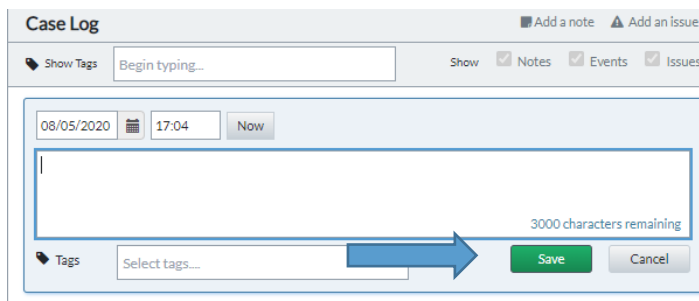 Case Log Add a note Add an issue
Show Tags Begin typing... Show Notes Events Issues
08/05/2020 17:04 Now
3000 characters remaining
Tags Select tags.... Save Cancel